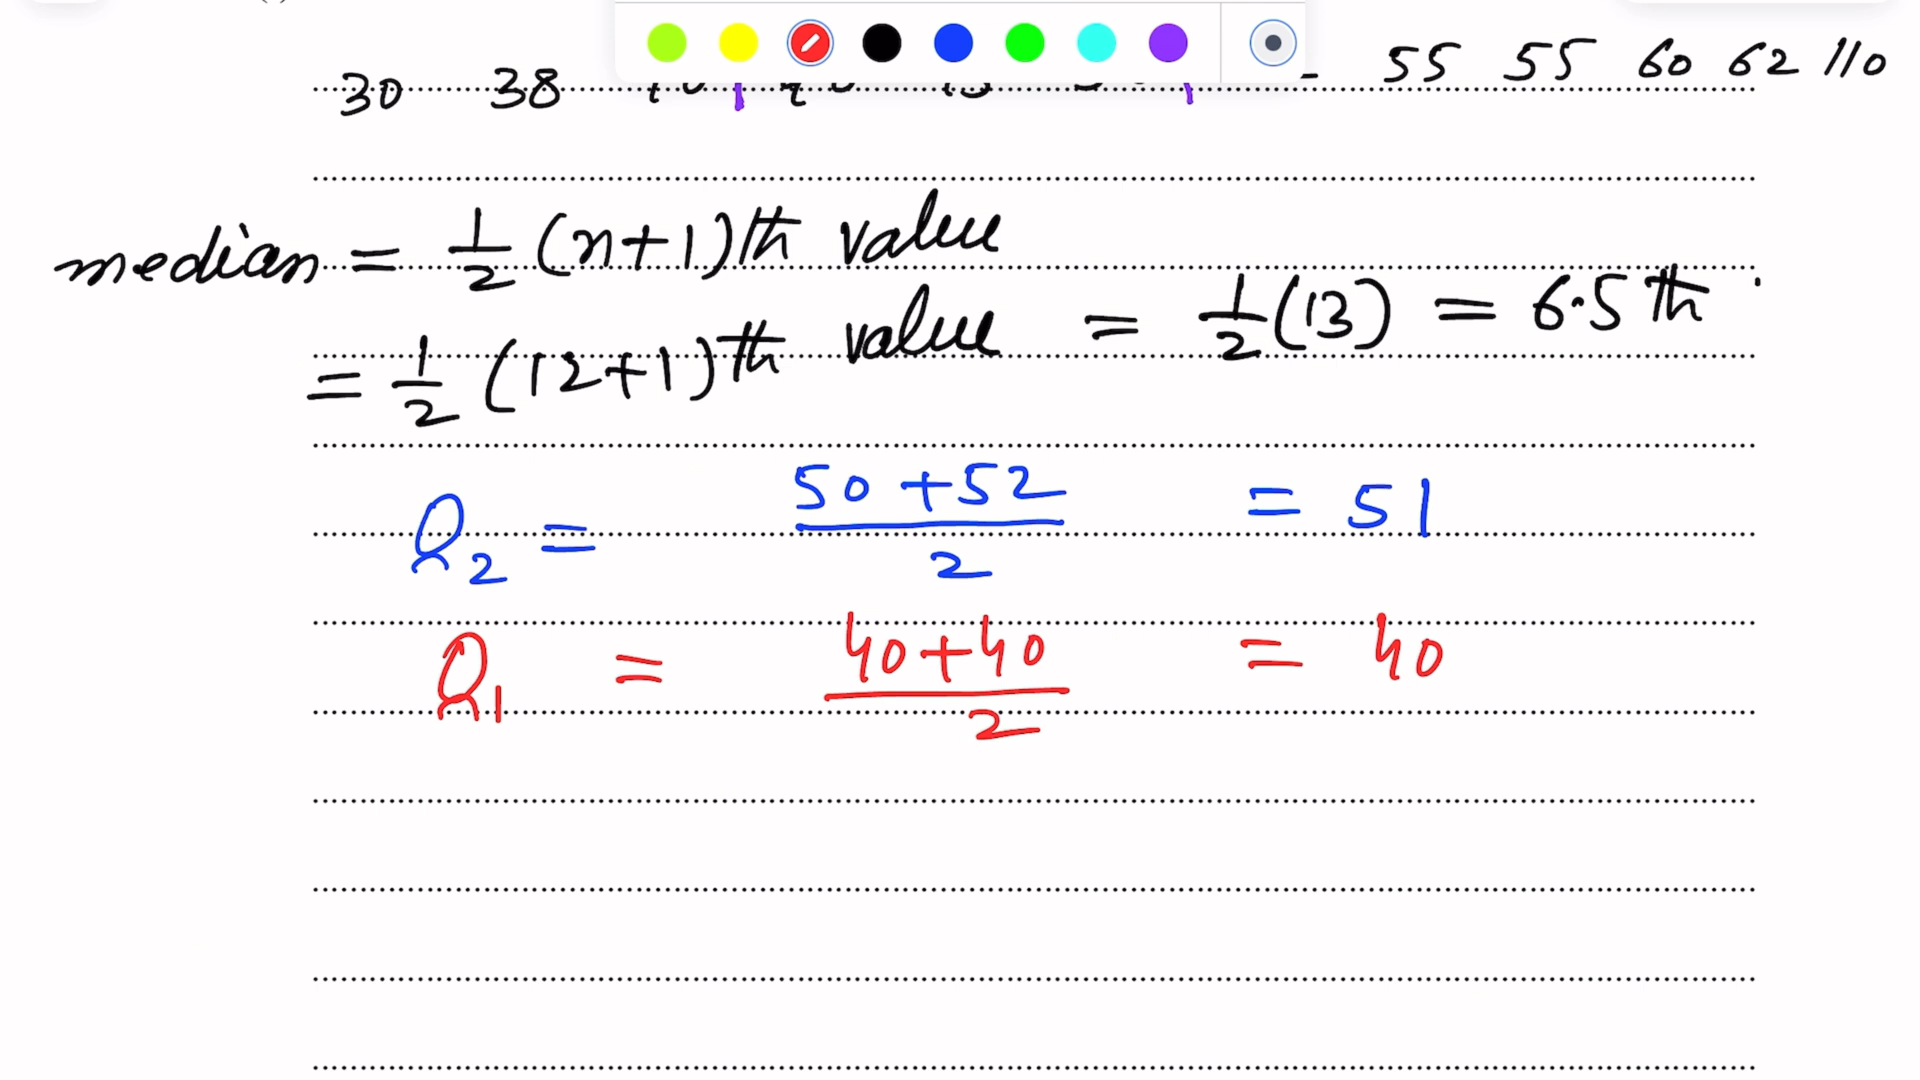 30 38 55 55 60 62 110
median = 1/2 (n+1)th value
= 1/2 (12+1)th value = 1/2 (13) = 6.5 th
Q2 = 50+52 / 2 = 51
Q1 = 40+40 / 2 = 40